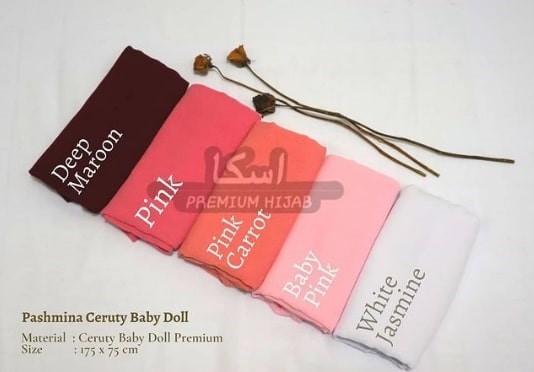 Deep
Maroon
Pink
اسكا
PREMIUM HIJAB
Pink
Carrot
Baby
Pink
White
Jasmine
Pashmina Ceruty Baby Doll
Material : Ceruty Baby Doll Premium
Size : 175 x 75 cm